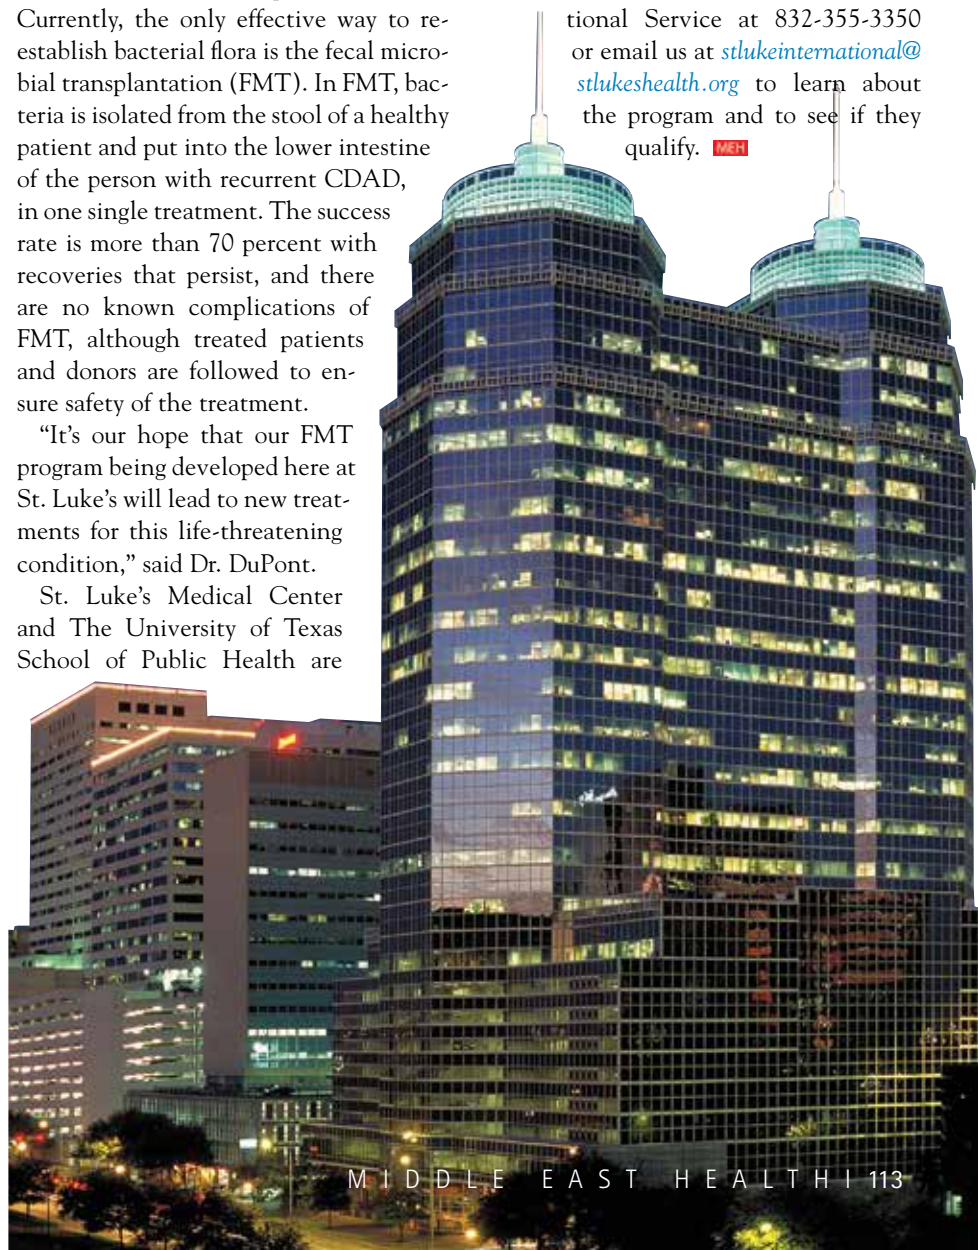 Currently, the only effective way to re-
establish bacterial flora is the fecal micro-
bial transplantation (FMT). In FMT, bac-
teria is isolated from the stool of a healthy
patient and put into the lower intestine
of the person with recurrent CDAD,
in one single treatment. The success
rate is more than 70 percent with
recoveries that persist, and there
are no known complications of
FMT, although treated patients
and donors are followed to en-
sure safety of the treatment.
“It’s our hope that our FMT
program being developed here at
St. Luke’s will lead to new treat-
ments for this life-threatening
condition,” said Dr. DuPont.
St. Luke’s Medical Center
and The University of Texas
School of Public Health are
tional Service at 832-355-3350
or email us at stlukeinternational@
stlukeshealth.org to learn about
the program and to see if they
qualify. MEH
MIDDLE EAST HEALTH I 113